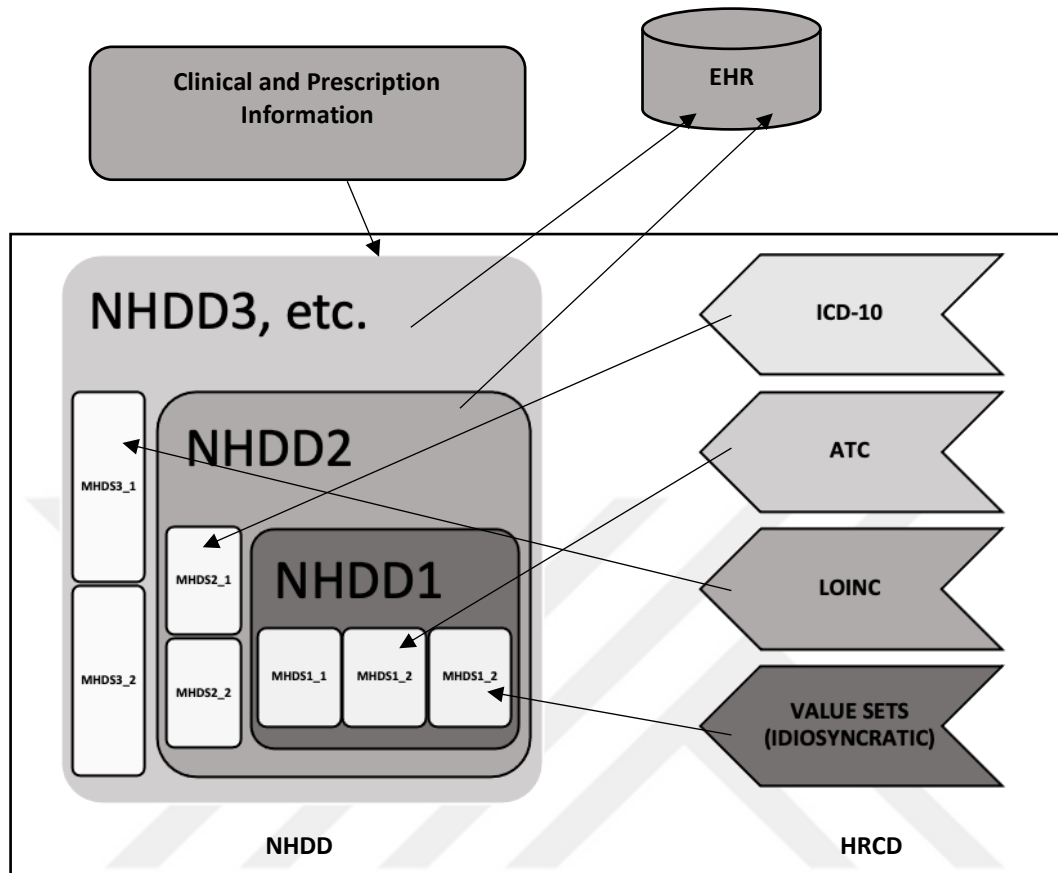 Clinical and Prescription
Information
EHR
NHDD3, etc.
MHDS3_1
MHDS3_2
NHDD2
MHDS2_1
MHDS2_2
NHDD1
MHDS1_1
MHDS1_2
MHDS1_2
ICD-10
ATC
LOINC
VALUE SETS
(IDIOSYNCRATIC)
NHDD
HRCD